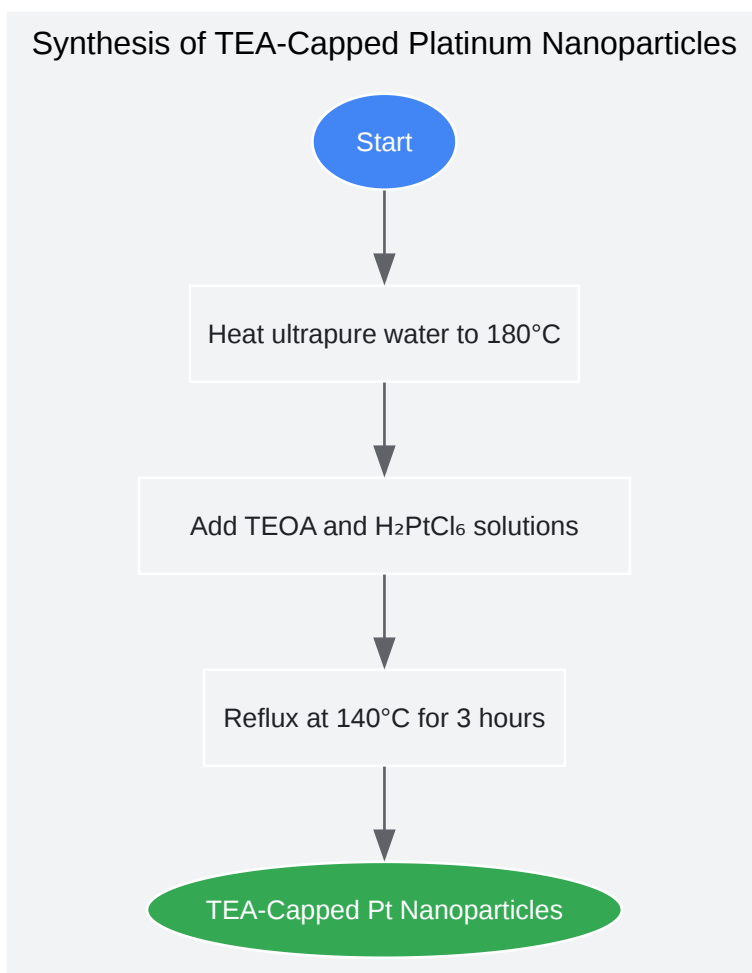 Synthesis of TEA-Capped Platinum Nanoparticles
Start
Heat ultrapure water to 180°C
Add TEOA and H₂PtCl₆ solutions
Reflux at 140°C for 3 hours
TEA-Capped Pt Nanoparticles